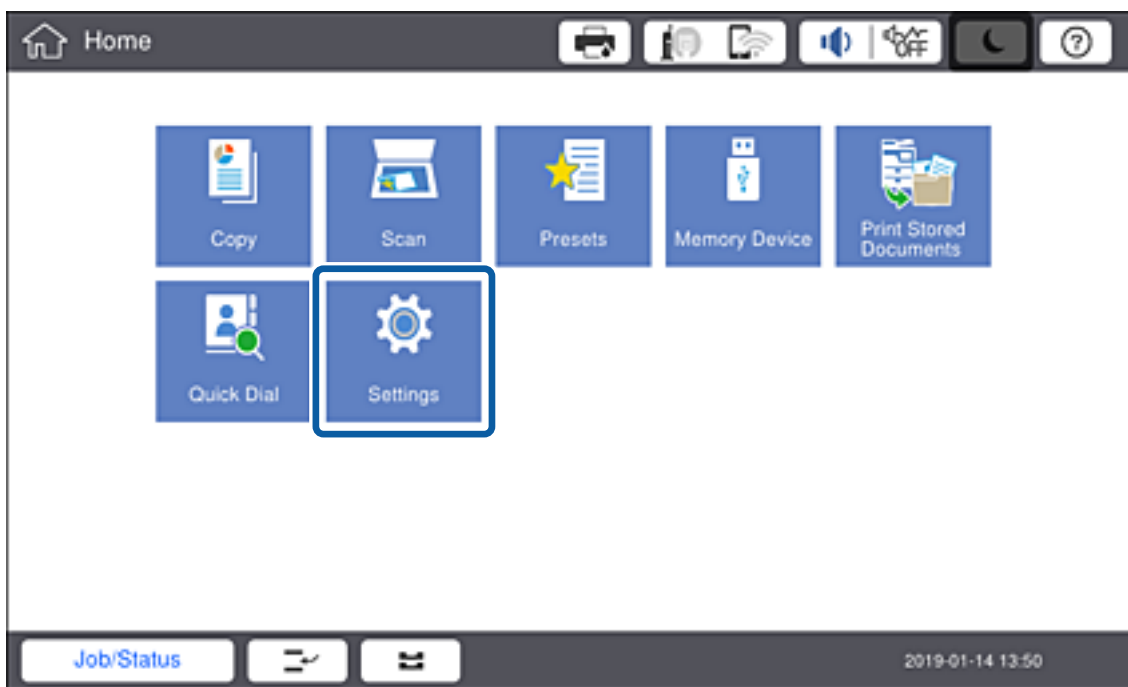 Home
OFF
?
Copy
Scan
Presets
Memory Device
Print Stored
Documents
Quick Dial
Settings
Job/Status
2019-01-14 13:50